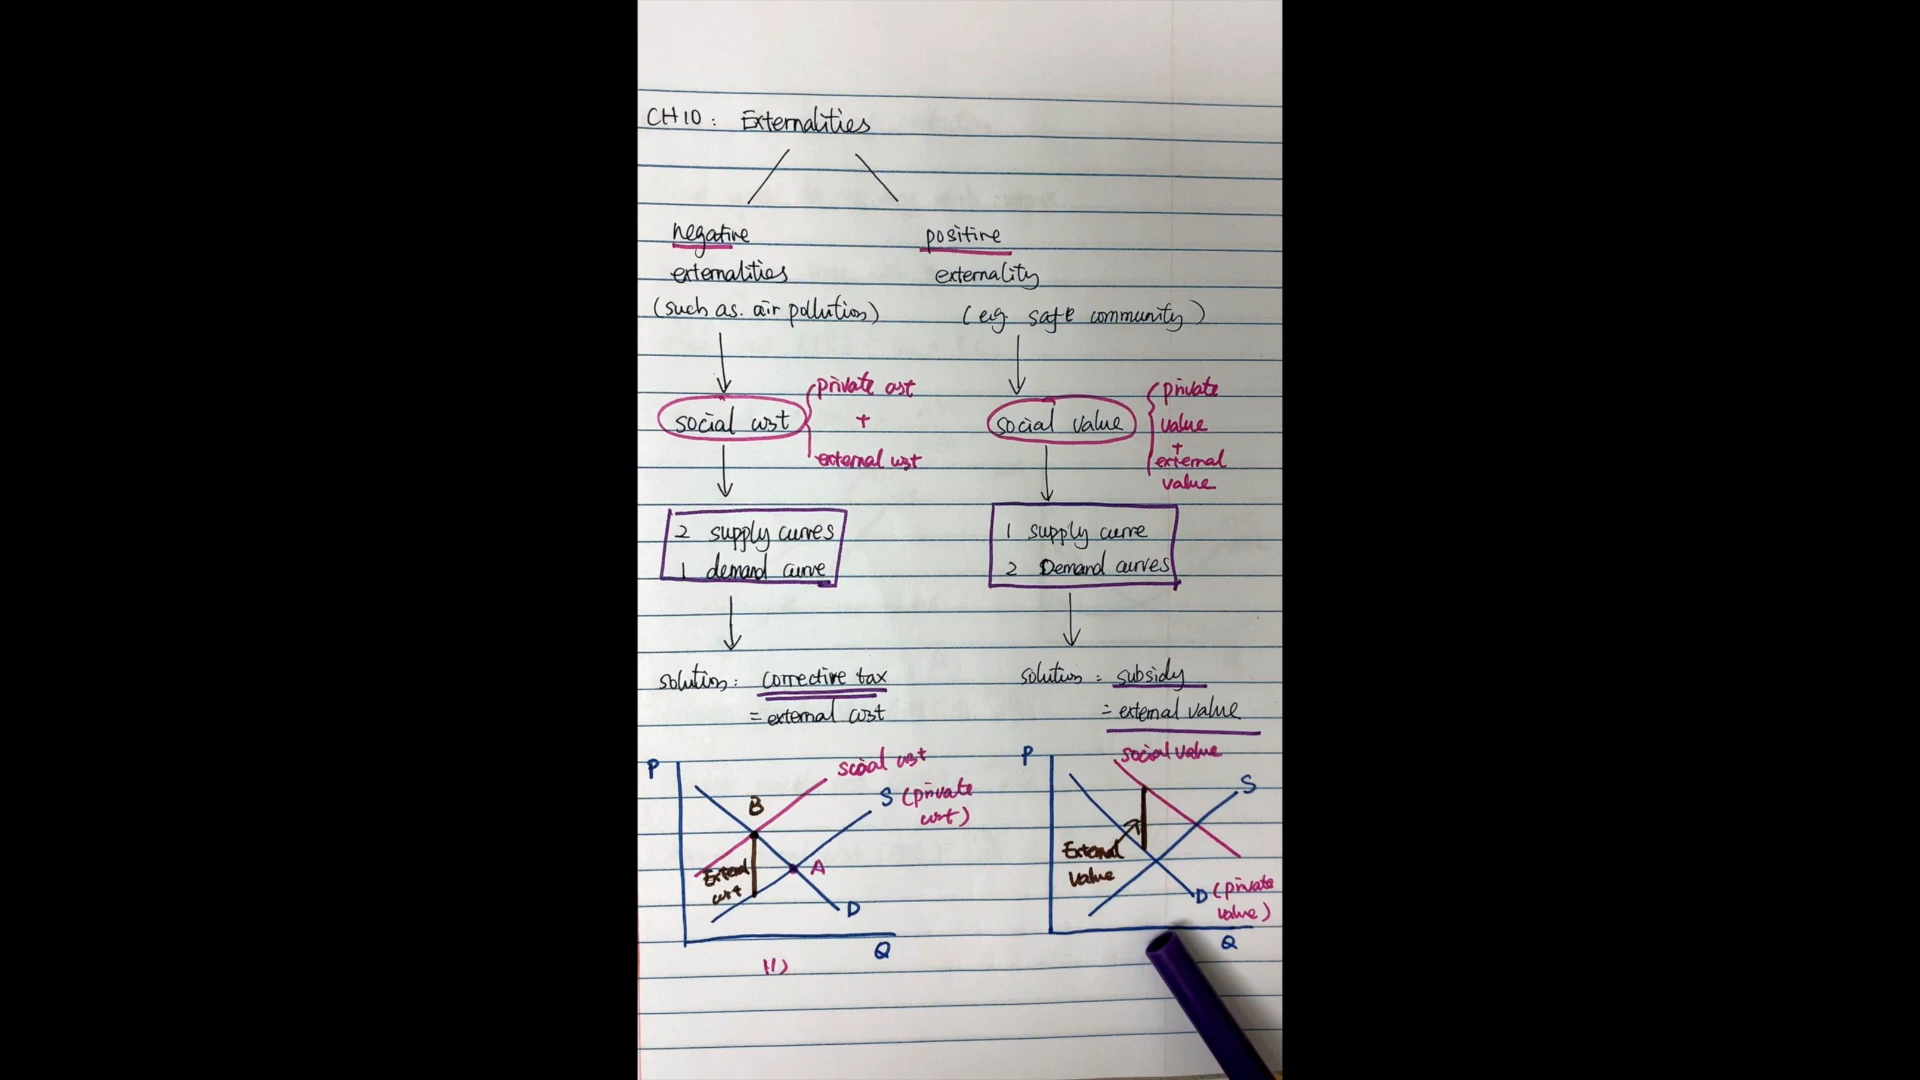 CH10: Externalities
negative
externalities
(such as. air pollution)
social cost
private cost
+
external cost
2 supply curves
1 demand curve
solution: corrective tax
= external cost
P
social cost
S (private
cost)
B
A
External
cost
D
Q
(1)
positive
externality
(e.g. safe community)
social value
private
value
+
external
value
1 supply curve
2 Demand curves
solution: subsidy
= external value
P
social value
S
External
value
D (private
value)
Q